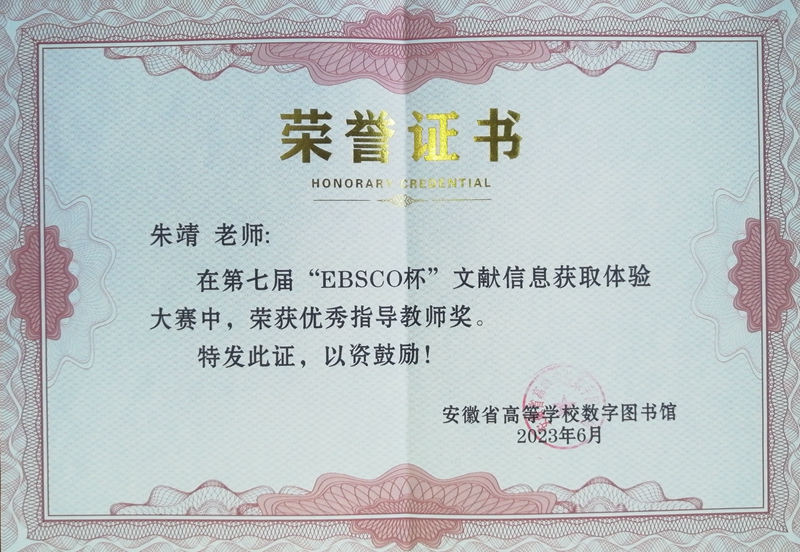 荣誉证书
HONORARY CREDENTIAL
朱靖 老师:
在第七届“EBSCO杯”文献信息获取体验
大赛中，荣获优秀指导教师奖。
特发此证，以资鼓励!
安徽省高等学校数字图书馆
2023年6月